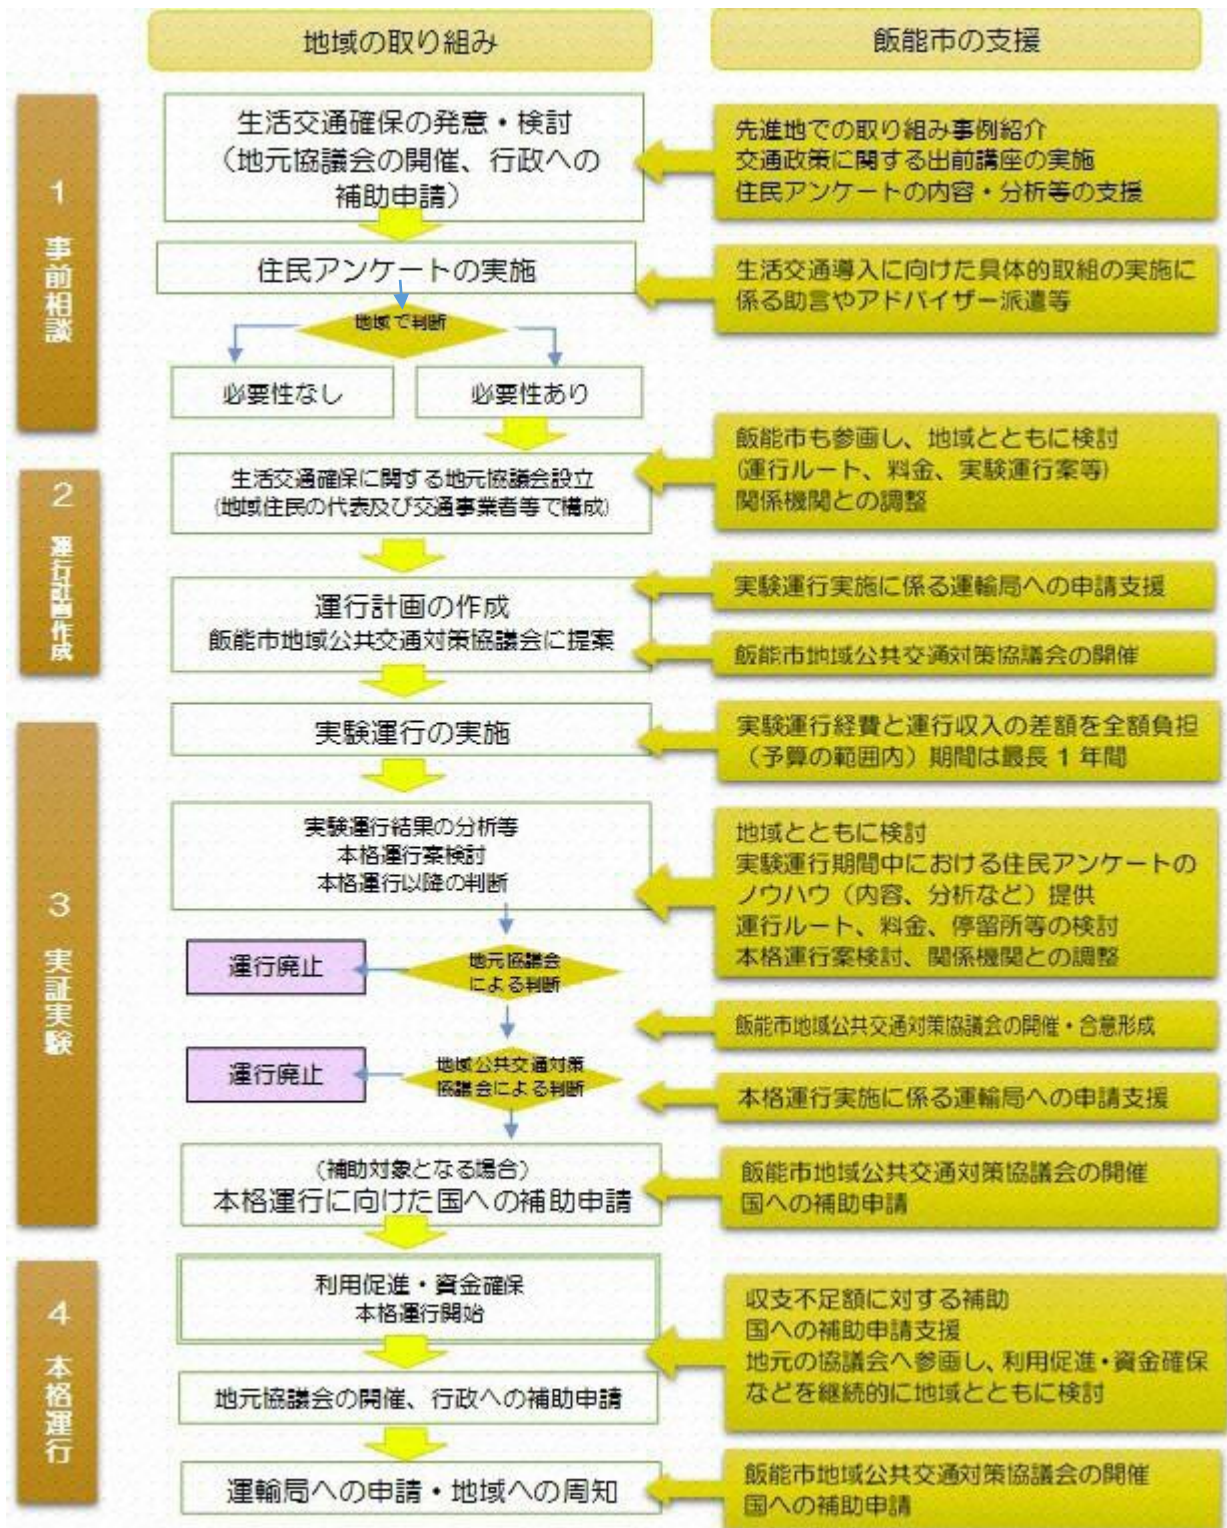 地域の取り組み
飯能市の支援
1 事前相談
生活交通確保の発意・検討
（地元協議会の開催、行政への
補助申請）
先進地での取り組み事例紹介
交通政策に関する出前講座の実施
住民アンケートの内容・分析等の支援
住民アンケートの実施
生活交通導入に向けた具体的取組の実施に
係る助言やアドバイザー派遣等
地域で判断
必要性なし
必要性あり
2 運行計画作成
生活交通確保に関する地元協議会設立
(地域住民の代表及び交通事業者等で構成)
飯能市も参画し、地域とともに検討
(運行ルート、料金、実験運行案等)
関係機関との調整
運行計画の作成
飯能市地域公共交通対策協議会に提案
実験運行実施に係る運輸局への申請支援
飯能市地域公共交通対策協議会の開催
3 実証実験
実験運行の実施
実験運行経費と運行収入の差額を全額負担
（予算の範囲内）期間は最長 1 年間
実験運行結果の分析等
本格運行案検討
本格運行以降の判断
地域とともに検討
実験運行期間中における住民アンケートの
ノウハウ（内容、分析など）提供
運行ルート、料金、停留所等の検討
本格運行案検討、関係機関との調整
運行廃止
地元協議会
による判断
飯能市地域公共交通対策協議会の開催・合意形成
運行廃止
地域公共交通対策
協議会による判断
本格運行実施に係る運輸局への申請支援
（補助対象となる場合）
本格運行に向けた国への補助申請
飯能市地域公共交通対策協議会の開催
国への補助申請
4 本格運行
利用促進・資金確保
本格運行開始
収支不足額に対する補助
国への補助申請支援
地元の協議会へ参画し、利用促進・資金確保
などを継続的に地域とともに検討
地元協議会の開催、行政への補助申請
運輸局への申請・地域への周知
飯能市地域公共交通対策協議会の開催
国への補助申請